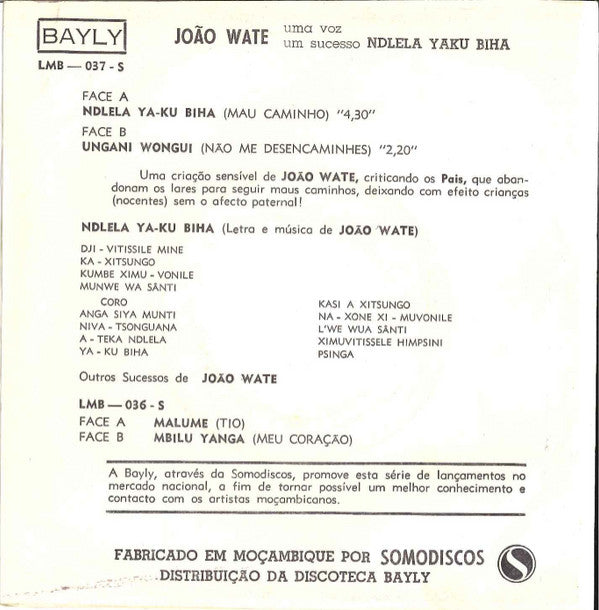 BAYLY
JOÃO WATE uma voz
um sucesso NDLELA YAKU BIHA
LMB — 037 - S
FACE A
NDLELA YA-KU BIHA (MAU CAMINHO) "4,30"
FACE B
UNGANI WONGUI (NÃO ME DESENCAMINHES) "2,20"
Uma criação sensível de JOÃO WATE, criticando os Pais, que aban-
donam os lares para seguir maus caminhos, deixando com efeito crianças
(nocentes) sem o afecto paternal!
NDLELA YA-KU BIHA (Letra e música de JOÃO WATE)
DJI - VITISSILE MINE
KA - XITSUNGO
KUMBE XIMU - VONILE
MUNWE WA SÂNTI
CORO
ANGA SIYA MUNTI
NIVA - TSONGUANA
A - TEKA NDLELA
YA - KU BIHA
KASI A XITSUNGO
NA - XONE XI - MUVONILE
L'WE WUA SÂNTI
XIMUVITISSELE HIMPSINI
PSINGA
Outros Sucessos de JOÃO WATE
LMB — 036 - S
FACE A MALUME (TIO)
FACE B MBILU YANGA (MEU CORAÇÃO)
A Bayly, através da Somodiscos, promove esta série de lançamentos no
mercado nacional, a fim de tornar possível um melhor conhecimento e
contacto com os artistas moçambicanos.
FABRICADO EM MOÇAMBIQUE POR SOMODISCOS
DISTRIBUIÇÃO DA DISCOTECA BAYLY
S